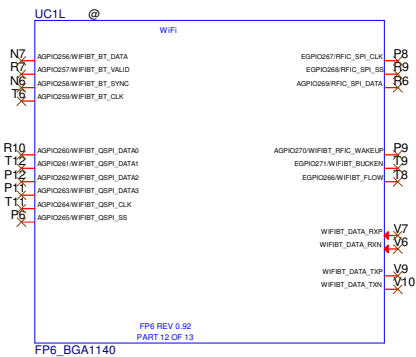 UC1L @
WiFi
N7 AGPIO256/WIFIBT_BT_DATA EGPIO267/RFIC_SPI_CLK P8
R7 AGPIO257/WIFIBT_BT_VALID EGPIO268/RFIC_SPI_SS R9
N6 AGPIO258/WIFIBT_BT_SYNC AGPIO269/RFIC_SPI_DATA R6
T6 AGPIO259/WIFIBT_BT_CLK
R10 AGPIO260/WIFIBT_QSPI_DATA0 AGPIO270/WIFIBT_RFIC_WAKEUP P9
T12 AGPIO261/WIFIBT_QSPI_DATA1 EGPIO271/WIFIBT_BUCKEN T9
P12 AGPIO262/WIFIBT_QSPI_DATA2 EGPIO266/WIFIBT_FLOW T8
P11 AGPIO263/WIFIBT_QSPI_DATA3
T11 AGPIO264/WIFIBT_QSPI_CLK
P6 AGPIO265/WIFIBT_QSPI_SS
WIFIBT_DATA_RXP V7
WIFIBT_DATA_RXN V6
WIFIBT_DATA_TXP V9
WIFIBT_DATA_TXN V10
FP6 REV 0.92
PART 12 OF 13
FP6_BGA1140